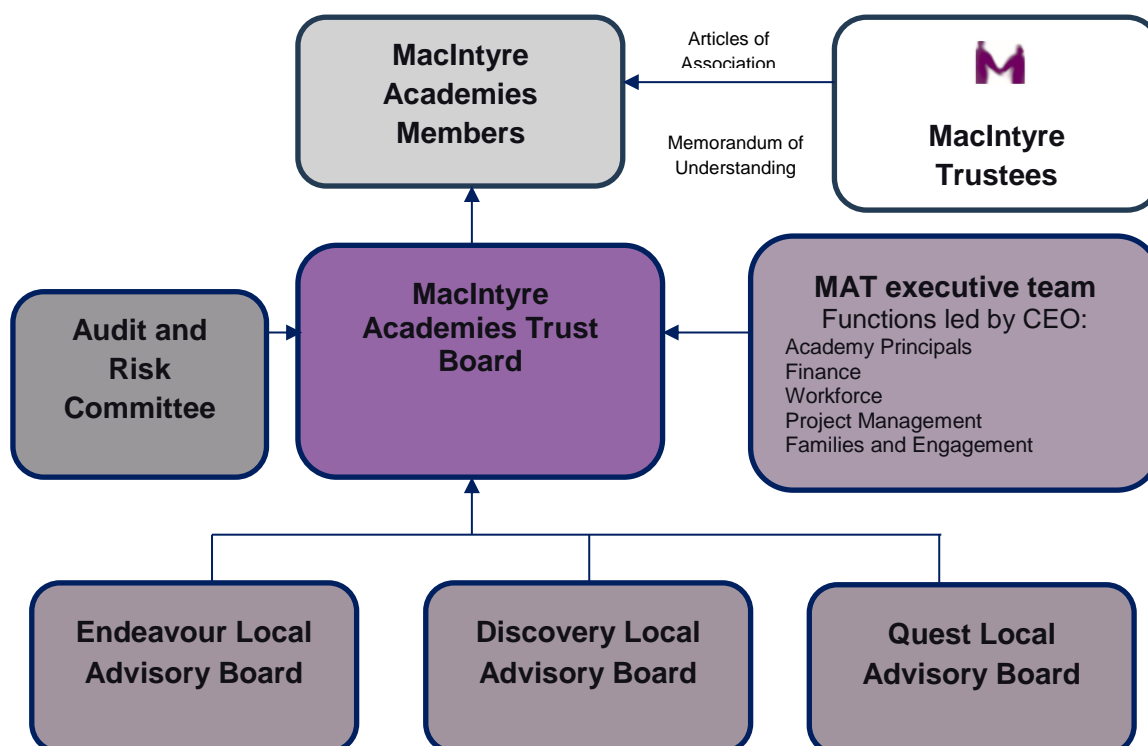 MacIntyre
Academies
Members
Articles of
Association
Memorandum of
Understanding
M
MacIntyre
Trustees
Audit and
Risk
Committee
MacIntyre
Academies Trust
Board
MAT executive team
Functions led by CEO:
Academy Principals
Finance
Workforce
Project Management
Families and Engagement
Endeavour Local
Advisory Board
Discovery Local
Advisory Board
Quest Local
Advisory Board